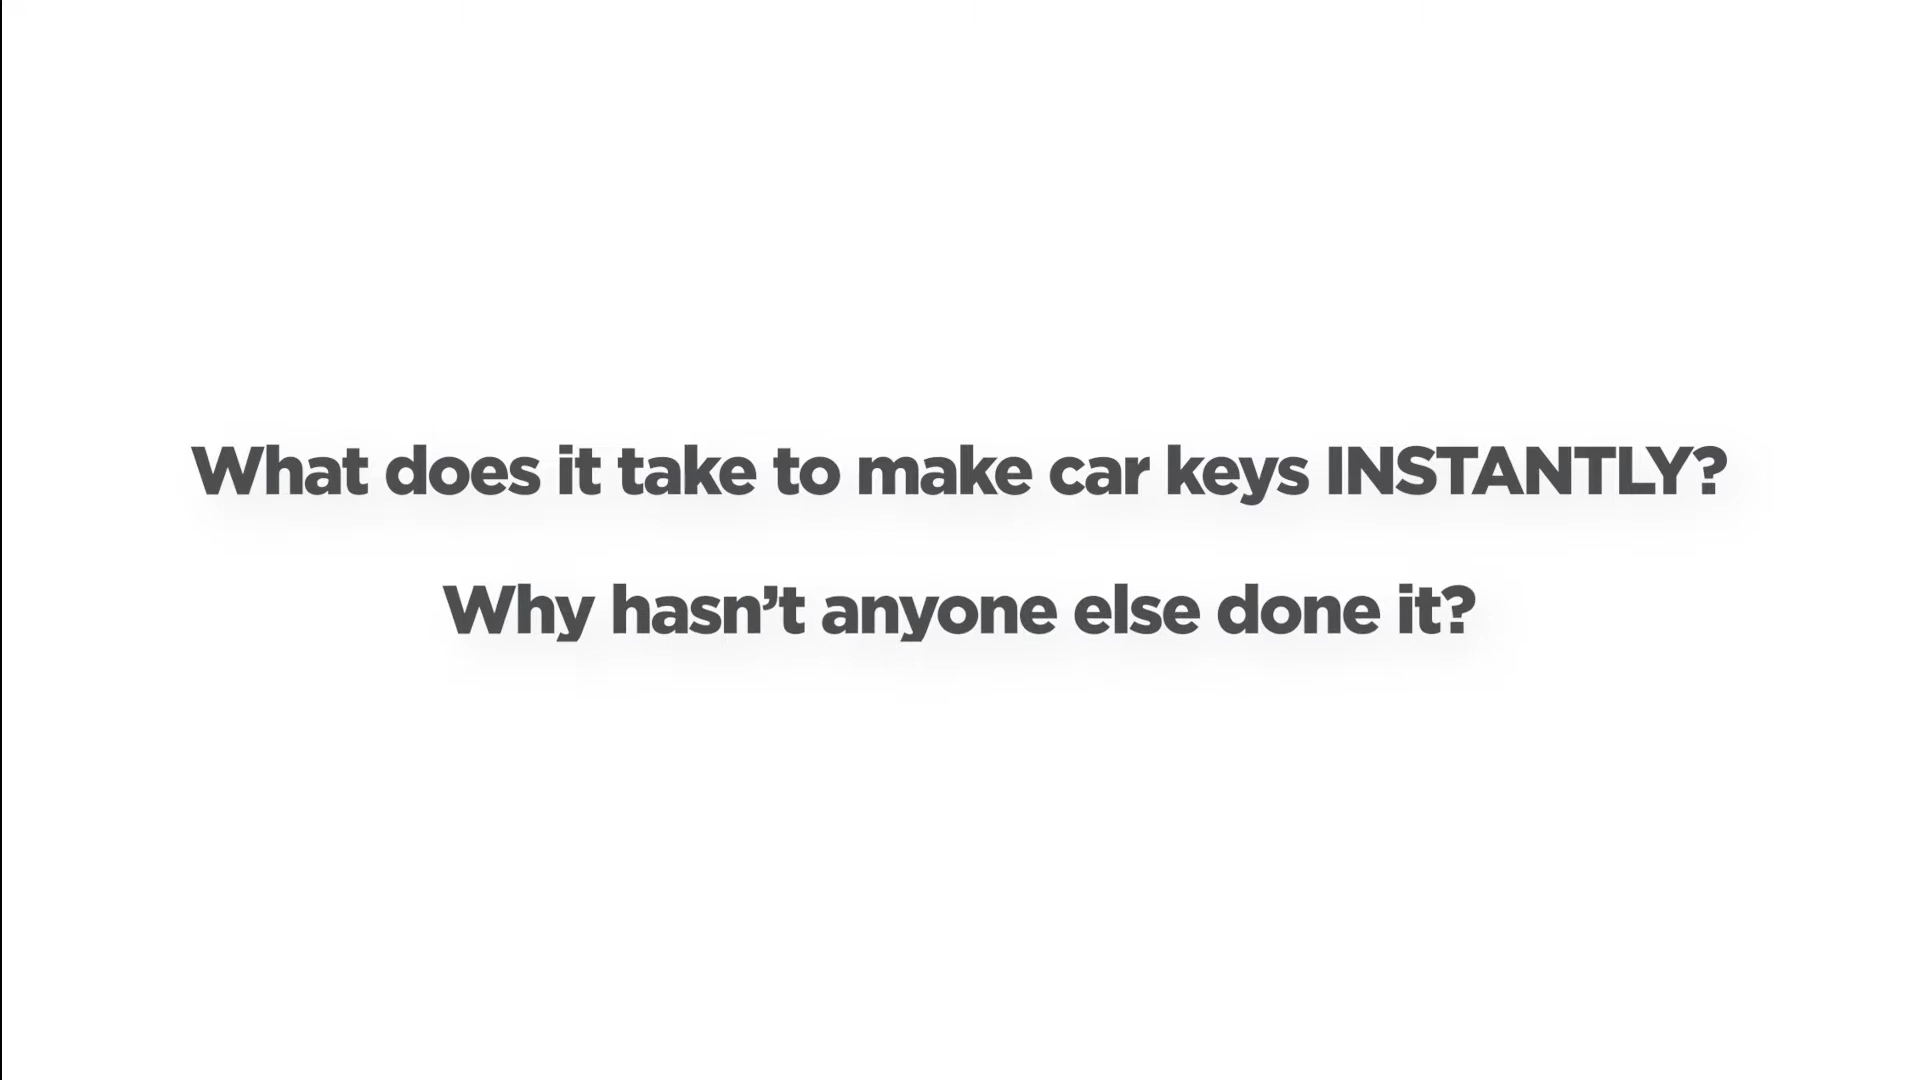 What does it take to make car keys INSTANTLY?
Why hasn’t anyone else done it?